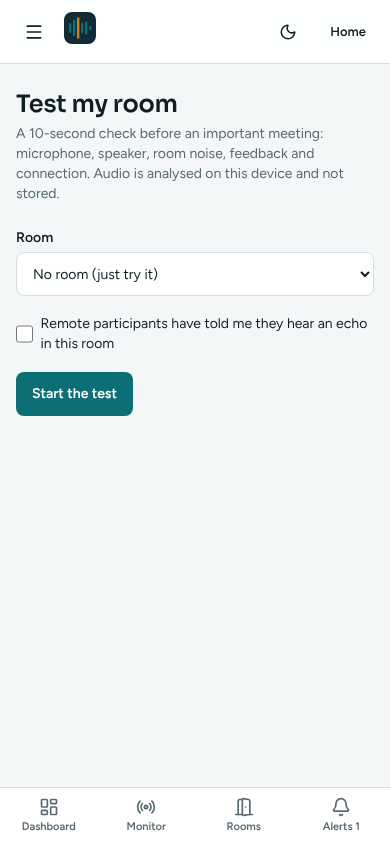 Home
Test my room
A 10-second check before an important meeting:
microphone, speaker, room noise, feedback and
connection. Audio is analysed on this device and not
stored.
Room
No room (just try it)
Remote participants have told me they hear an echo
in this room
Start the test
Dashboard
Monitor
Rooms
Alerts 1